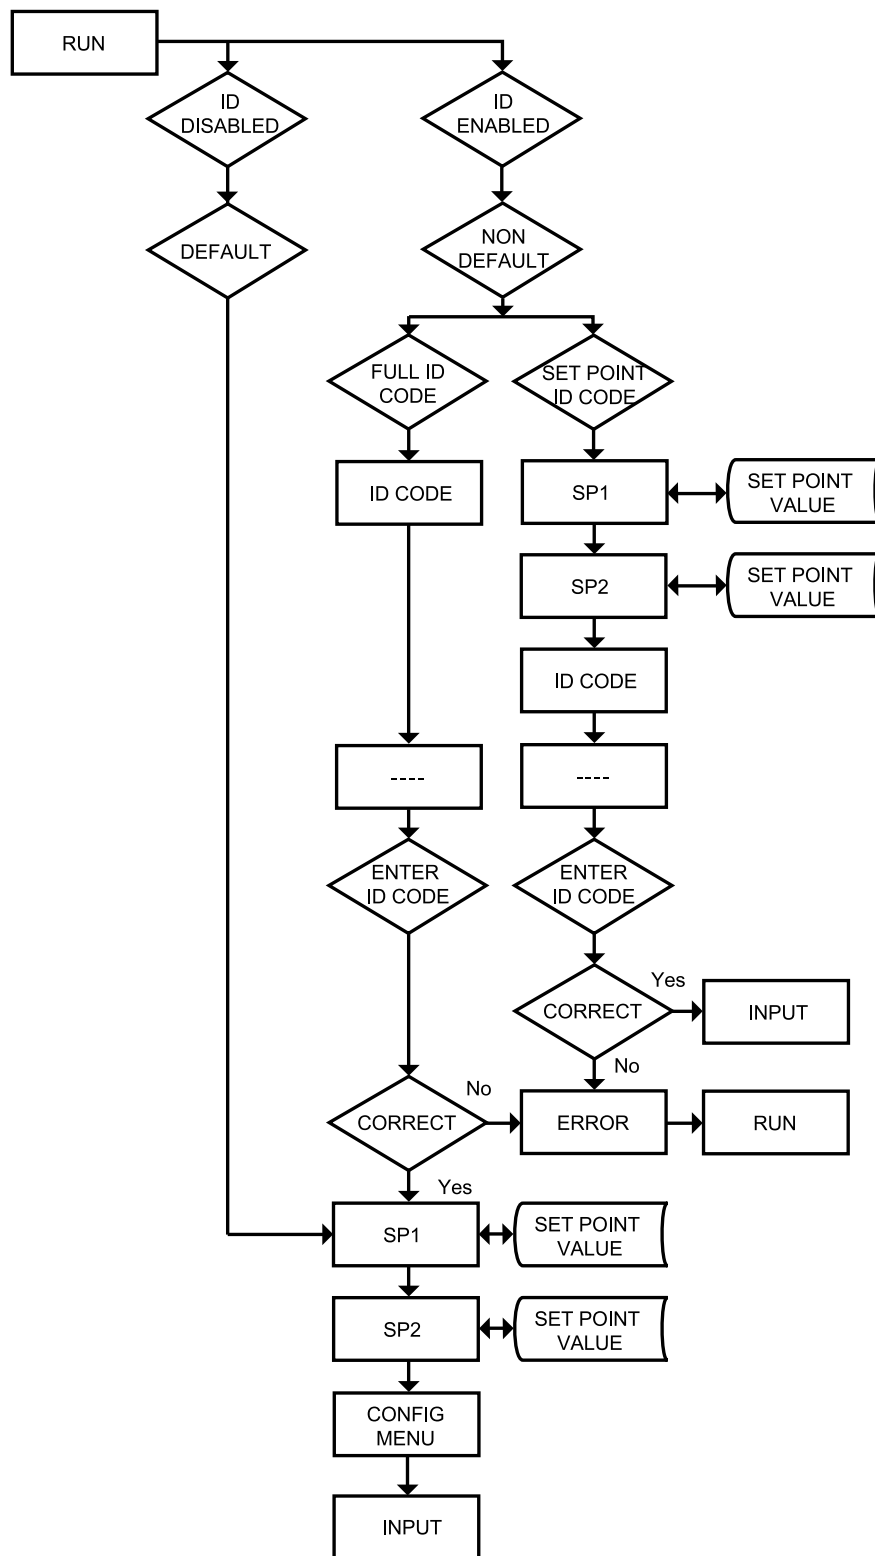 RUN
ID
DISABLED
ID
ENABLED
DEFAULT
NON
DEFAULT
FULL ID
CODE
SET POINT
ID CODE
ID CODE
SP1
SET POINT
VALUE
SP2
SET POINT
VALUE
ID CODE
----
----
ENTER
ID CODE
ENTER
ID CODE
CORRECT
Yes
INPUT
No
CORRECT
No
ERROR
RUN
Yes
SP1
SET POINT
VALUE
SP2
SET POINT
VALUE
CONFIG
MENU
INPUT